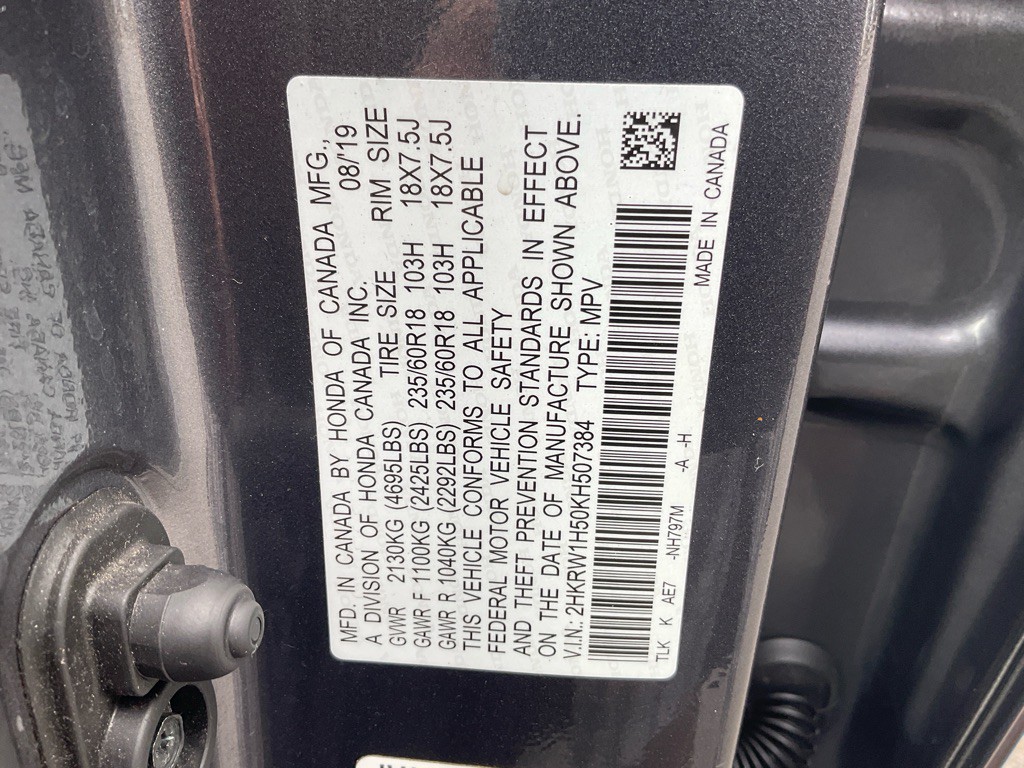 MFD. IN CANADA BY HONDA OF CANADA MFG.,
A DIVISION OF HONDA CANADA INC. 08/'19
GWVR 2130KG (4695LBS) TIRE SIZE RIM SIZE
GAWR F 1100KG (2425LBS) 235/60R18 103H 18X7.5J
GAWR R 1040KG (2292LBS) 235/60R18 103H 18X7.5J
THIS VEHICLE CONFORMS TO ALL APPLICABLE
FEDERAL MOTOR VEHICLE SAFETY
AND THEFT PREVENTION STANDARDS IN EFFECT
ON THE DATE OF MANUFACTURE SHOWN ABOVE.
V.I.N.: 2HKRW1H50KH507384 TYPE: MPV
TLK K AE7 -NH797M -A -H
MADE IN CANADA